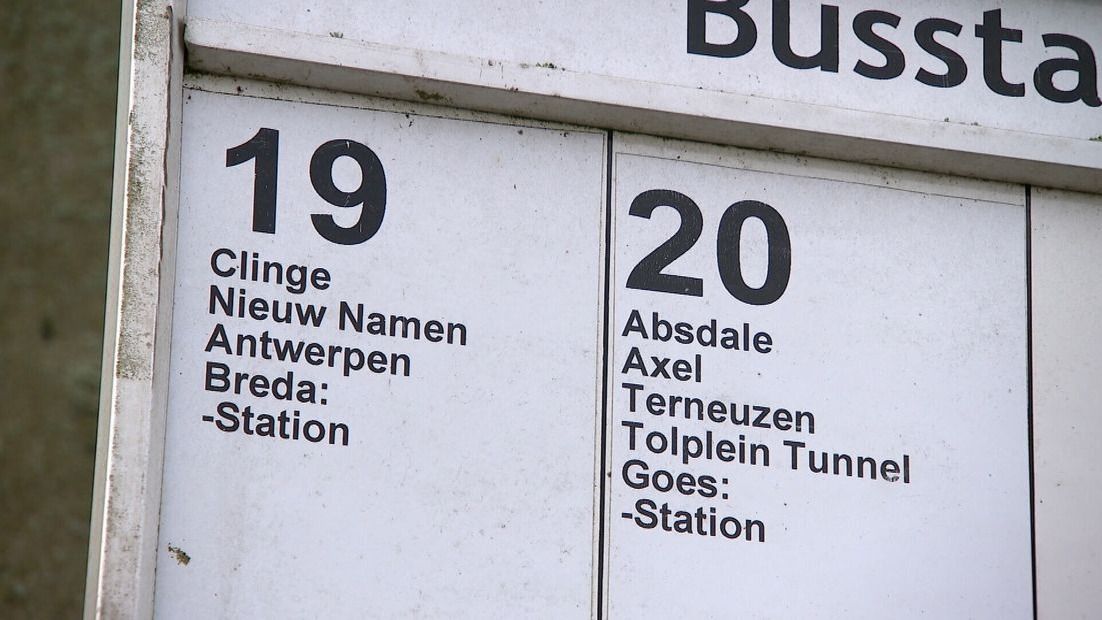 Bussta
19
Clinge
Nieuw Namen
Antwerpen
Breda:
-Station
20
Absdale
Axel
Terneuzen
Tolplein Tunnel
Goes:
-Station